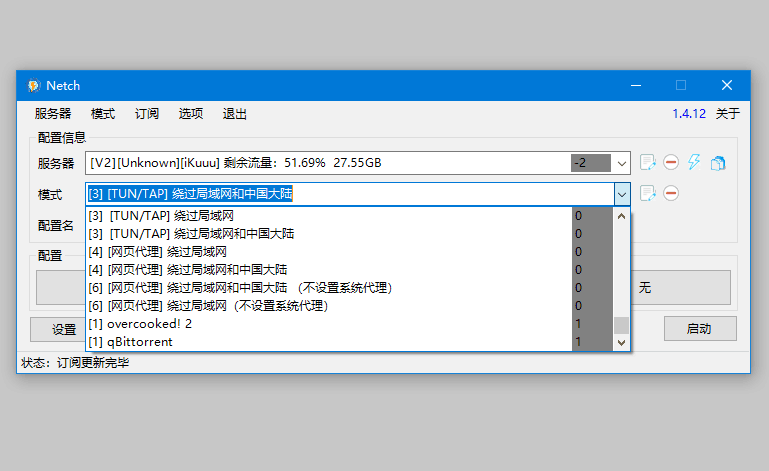 Netch
服务器 模式 订阅 选项 退出 1.4.12 关于
配置信息
服务器 [V2][Unknown][iKuuu] 剩余流量：51.69% 27.55GB -2
模式 [3] [TUN/TAP] 绕过局域网和中国大陆
[3] [TUN/TAP] 绕过局域网 0
配置名
[3] [TUN/TAP] 绕过局域网和中国大陆 0
[4] [网页代理] 绕过局域网 0
配置
[4] [网页代理] 绕过局域网和中国大陆 0
[6] [网页代理] 绕过局域网和中国大陆 （不设置系统代理） 0
无
[6] [网页代理] 绕过局域网（不设置系统代理） 0
[1] overcooked! 2 1
设置 启动
[1] qBittorrent 1
状态：订阅更新完毕